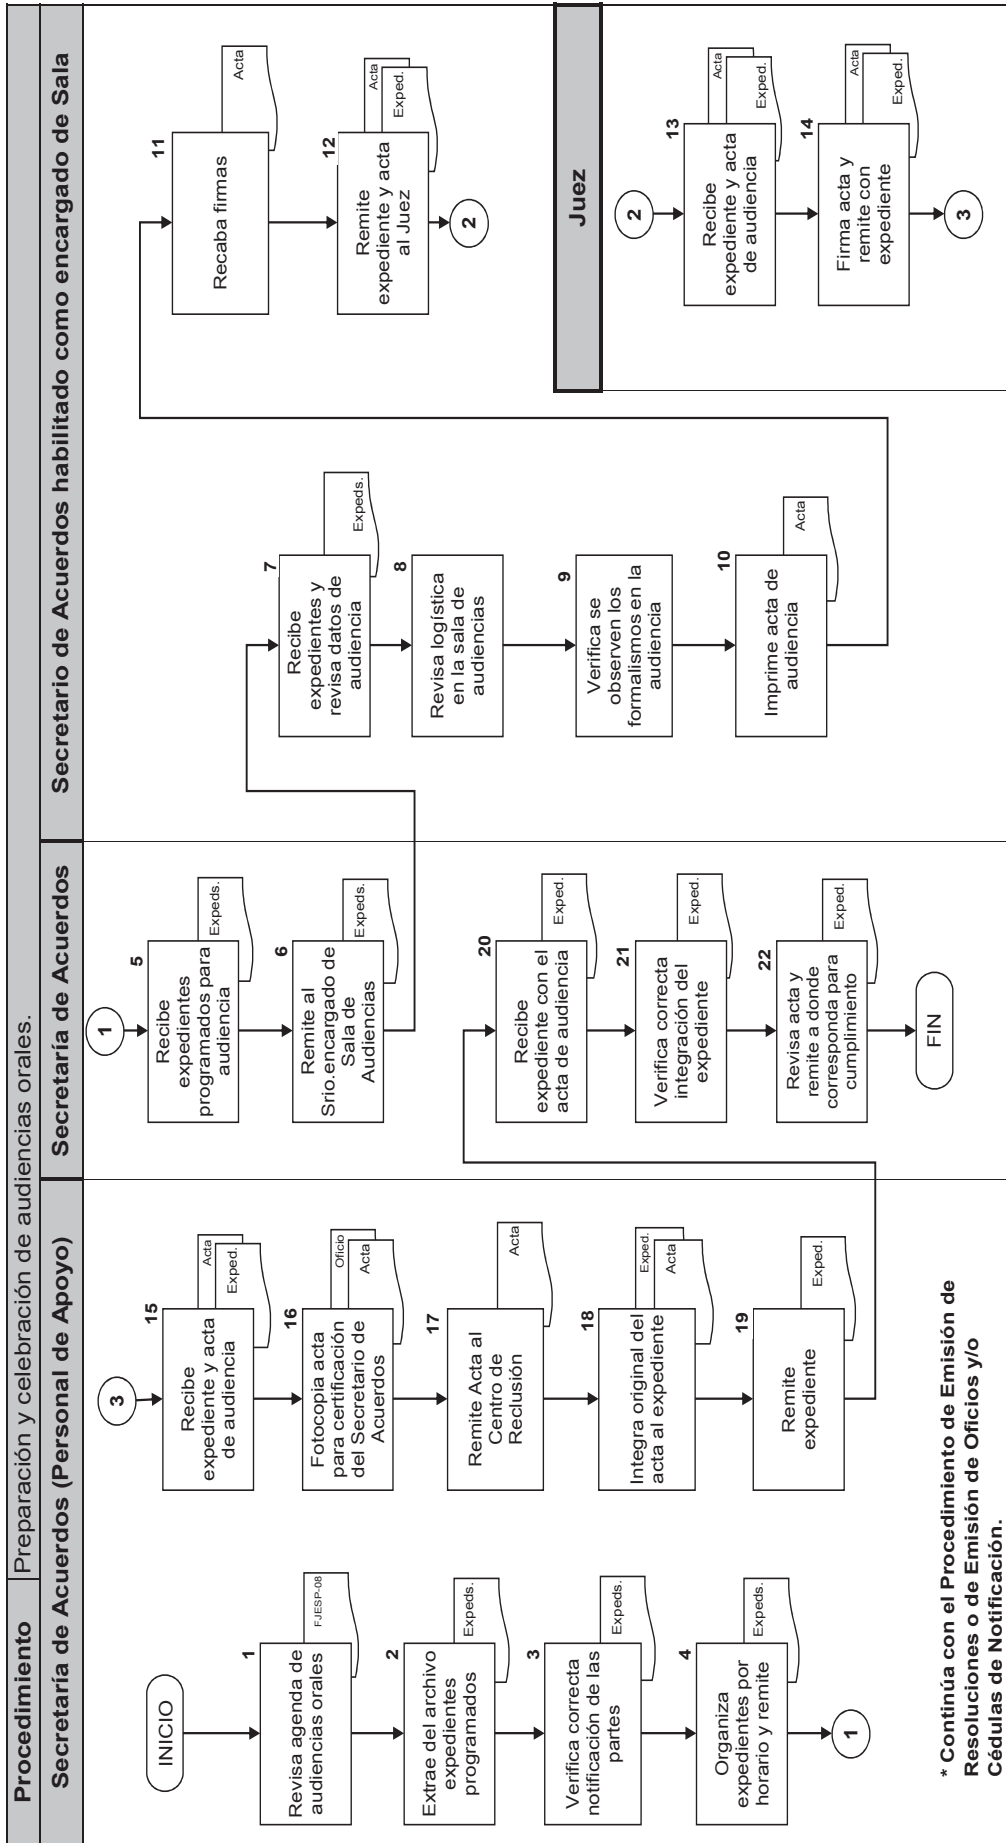 Procedimiento
Preparación y celebración de audiencias orales.
Secretaría de Acuerdos (Personal de Apoyo)
Secretaría de Acuerdos
Secretario de Acuerdos habilitado como encargado de Sala
INICIO
1
Revisa agenda de
audiencias orales
FJESP-08
2
Extrae del archivo
expedientes
programados
Expeds.
3
Verifica correcta
notificación de las
partes
Expeds.
4
Organiza
expedientes por
horario y remite
Expeds.
1
3
15
Recibe
expediente y acta
de audiencia
Acta
Exped.
16
Fotocopia acta
para certificación
del Secretario de
Acuerdos
Oficio
Acta
17
Remite Acta al
Centro de
Reclusión
Acta
18
Integra original del
acta al expediente
Exped.
Acta
19
Remite
expediente
Exped.
* Continúa con el Procedimiento de Emisión de
Resoluciones o de Emisión de Oficios y/o
Cédulas de Notificación.
1
5
Recibe
expedientes
programados para
audiencia
Expeds.
6
Remite al
Srio.encargado de
Sala de
Audiencias
Expeds.
20
Recibe
expediente con el
acta de audiencia
Exped.
21
Verifica correcta
integración del
expediente
Exped.
22
Revisa acta y
remite a donde
corresponda para
cumplimiento
Exped.
FIN
7
Recibe
expedientes y
revisa datos de
audiencia
Expeds.
8
Revisa logística
en la sala de
audiencias
9
Verifica se
observen los
formalismos en la
audiencia
10
Imprime acta de
audiencia
Acta
11
Recaba firmas
Acta
12
Remite
expediente y acta
al Juez
Acta
Exped.
2
Juez
2
13
Recibe
expediente y acta
de audiencia
Acta
Exped.
14
Firma acta y
remite con
expediente
Acta
Exped.
3